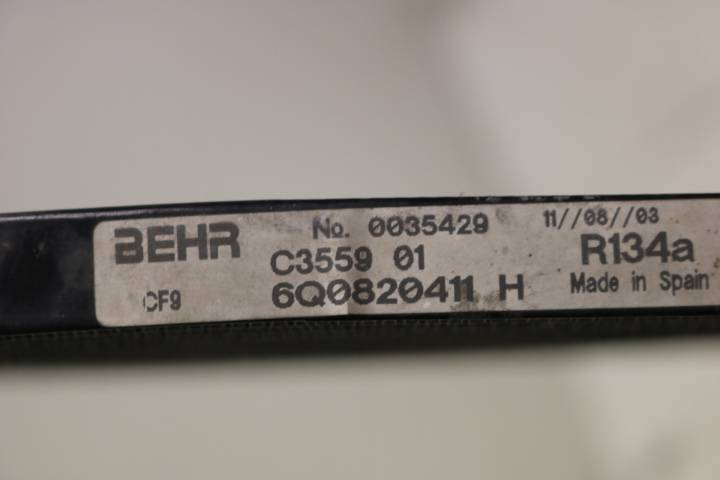 BEHR No. 0035429 11//08//03
C3559 01 R134a
CF9 6Q0820411 H Made in Spain